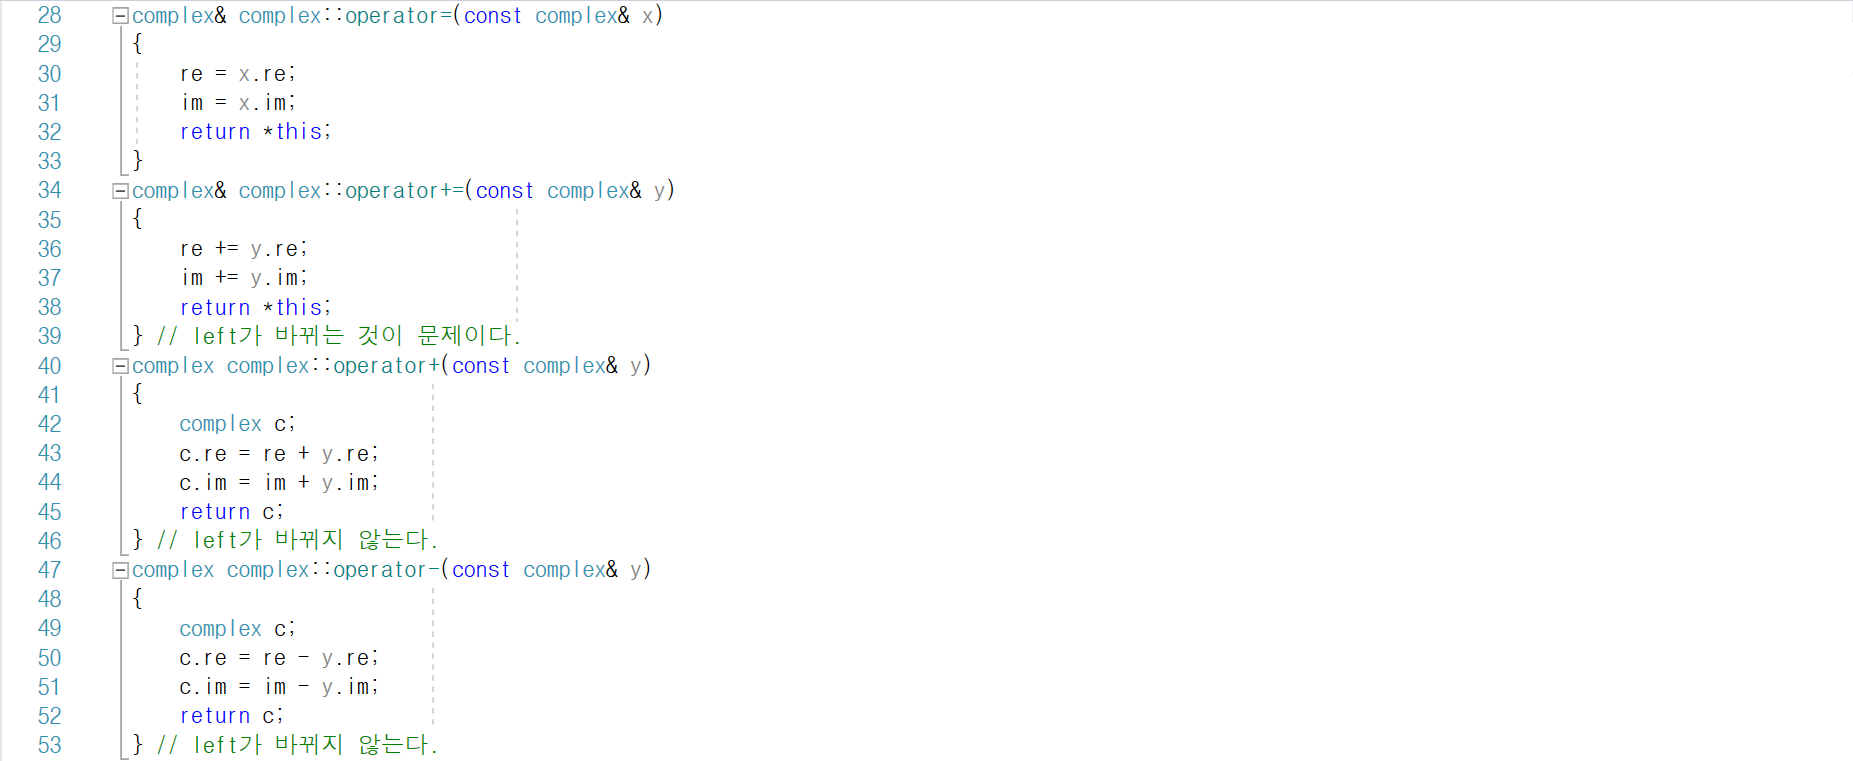 28 complex& complex::operator=(const complex& x)
29 {
30 re = x.re;
31 im = x.im;
32 return *this;
33 }
34 complex& complex::operator+=(const complex& y)
35 {
36 re += y.re;
37 im += y.im;
38 return *this;
39 } // left가 바뀌는 것이 문제이다.
40 complex complex::operator+(const complex& y)
41 {
42 complex c;
43 c.re = re + y.re;
44 c.im = im + y.im;
45 return c;
46 } // left가 바뀌지 않는다.
47 complex complex::operator-(const complex& y)
48 {
49 complex c;
50 c.re = re - y.re;
51 c.im = im - y.im;
52 return c;
53 } // left가 바뀌지 않는다.